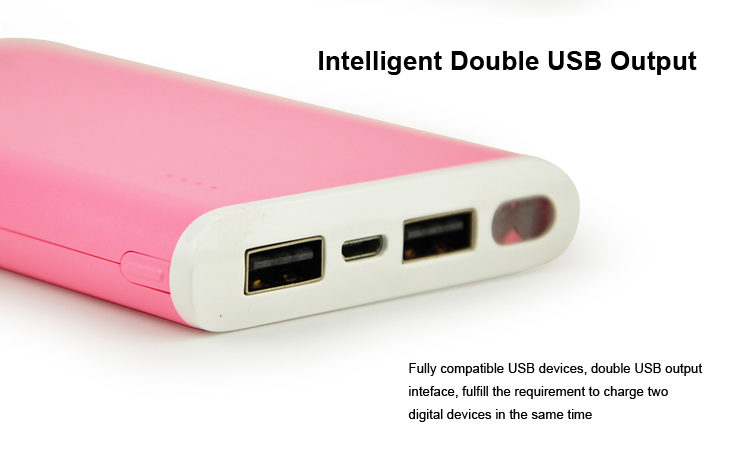 Intelligent Double USB Output
Fully compatible USB devices, double USB output
inteface, fulfill the requirement to charge two
digital devices in the same time